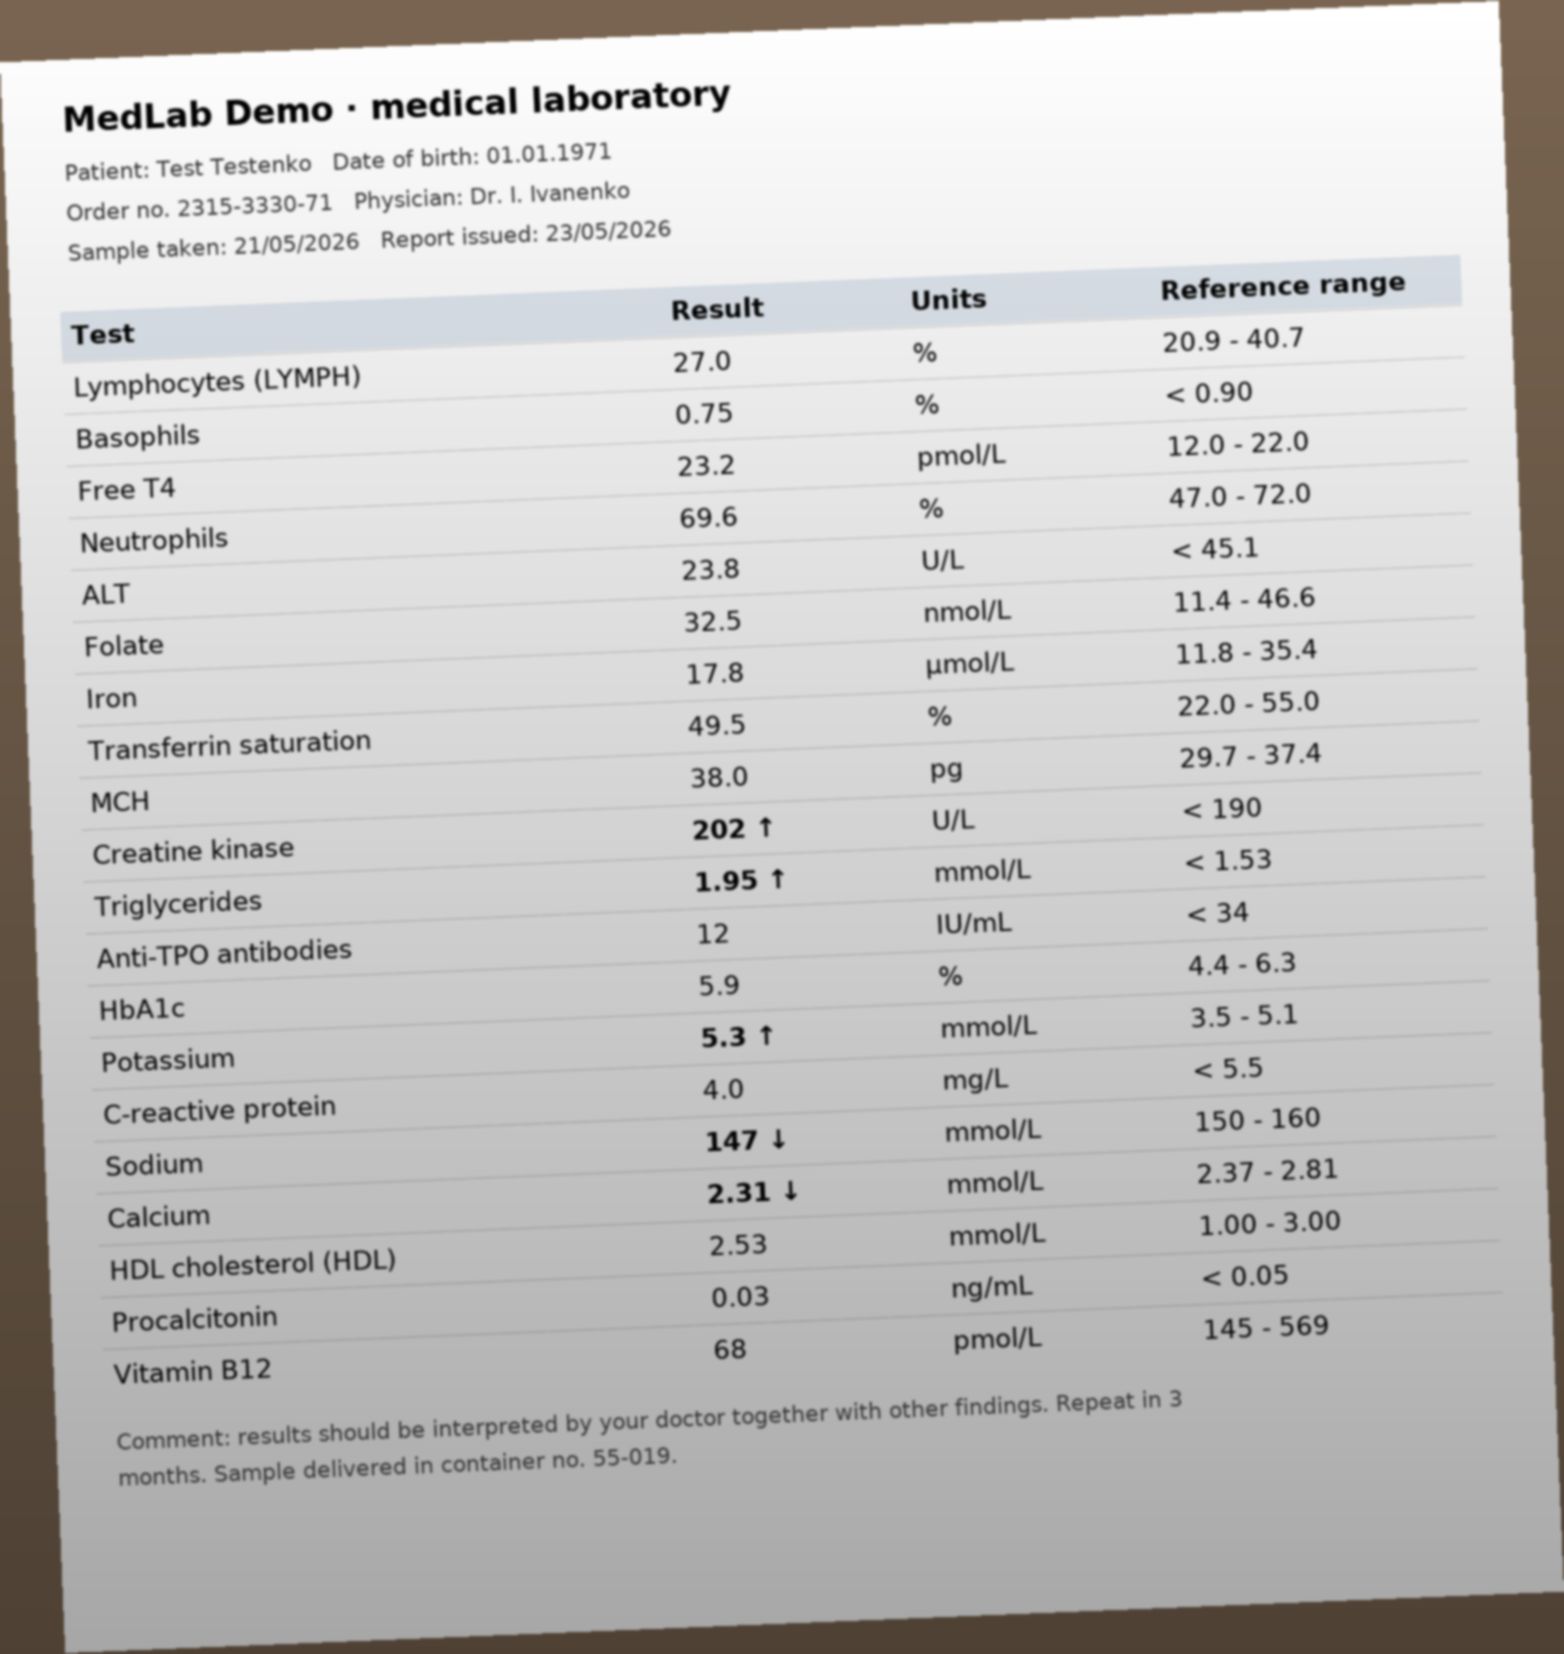 MedLab Demo · medical laboratory
Patient: Test Testenko   Date of birth: 01.01.1971
Order no. 2315-3330-71   Physician: Dr. I. Ivanenko
Sample taken: 21/05/2026   Report issued: 23/05/2026
Test   Result   Units   Reference range
Lymphocytes (LYMPH)   27.0   %   20.9 - 40.7
Basophils   0.75   %   < 0.90
Free T4   23.2   pmol/L   12.0 - 22.0
Neutrophils   69.6   %   47.0 - 72.0
ALT   23.8   U/L   < 45.1
Folate   32.5   nmol/L   11.4 - 46.6
Iron   17.8   µmol/L   11.8 - 35.4
Transferrin saturation   49.5   %   22.0 - 55.0
MCH   38.0   pg   29.7 - 37.4
Creatine kinase   202 ↑   U/L   < 190
Triglycerides   1.95 ↑   mmol/L   < 1.53
Anti-TPO antibodies   12   IU/mL   < 34
HbA1c   5.9   %   4.4 - 6.3
Potassium   5.3 ↑   mmol/L   3.5 - 5.1
C-reactive protein   4.0   mg/L   < 5.5
Sodium   147 ↓   mmol/L   150 - 160
Calcium   2.31 ↓   mmol/L   2.37 - 2.81
HDL cholesterol (HDL)   2.53   mmol/L   1.00 - 3.00
Procalcitonin   0.03   ng/mL   < 0.05
Vitamin B12   68   pmol/L   145 - 569
Comment: results should be interpreted by your doctor together with other findings. Repeat in 3
months. Sample delivered in container no. 55-019.